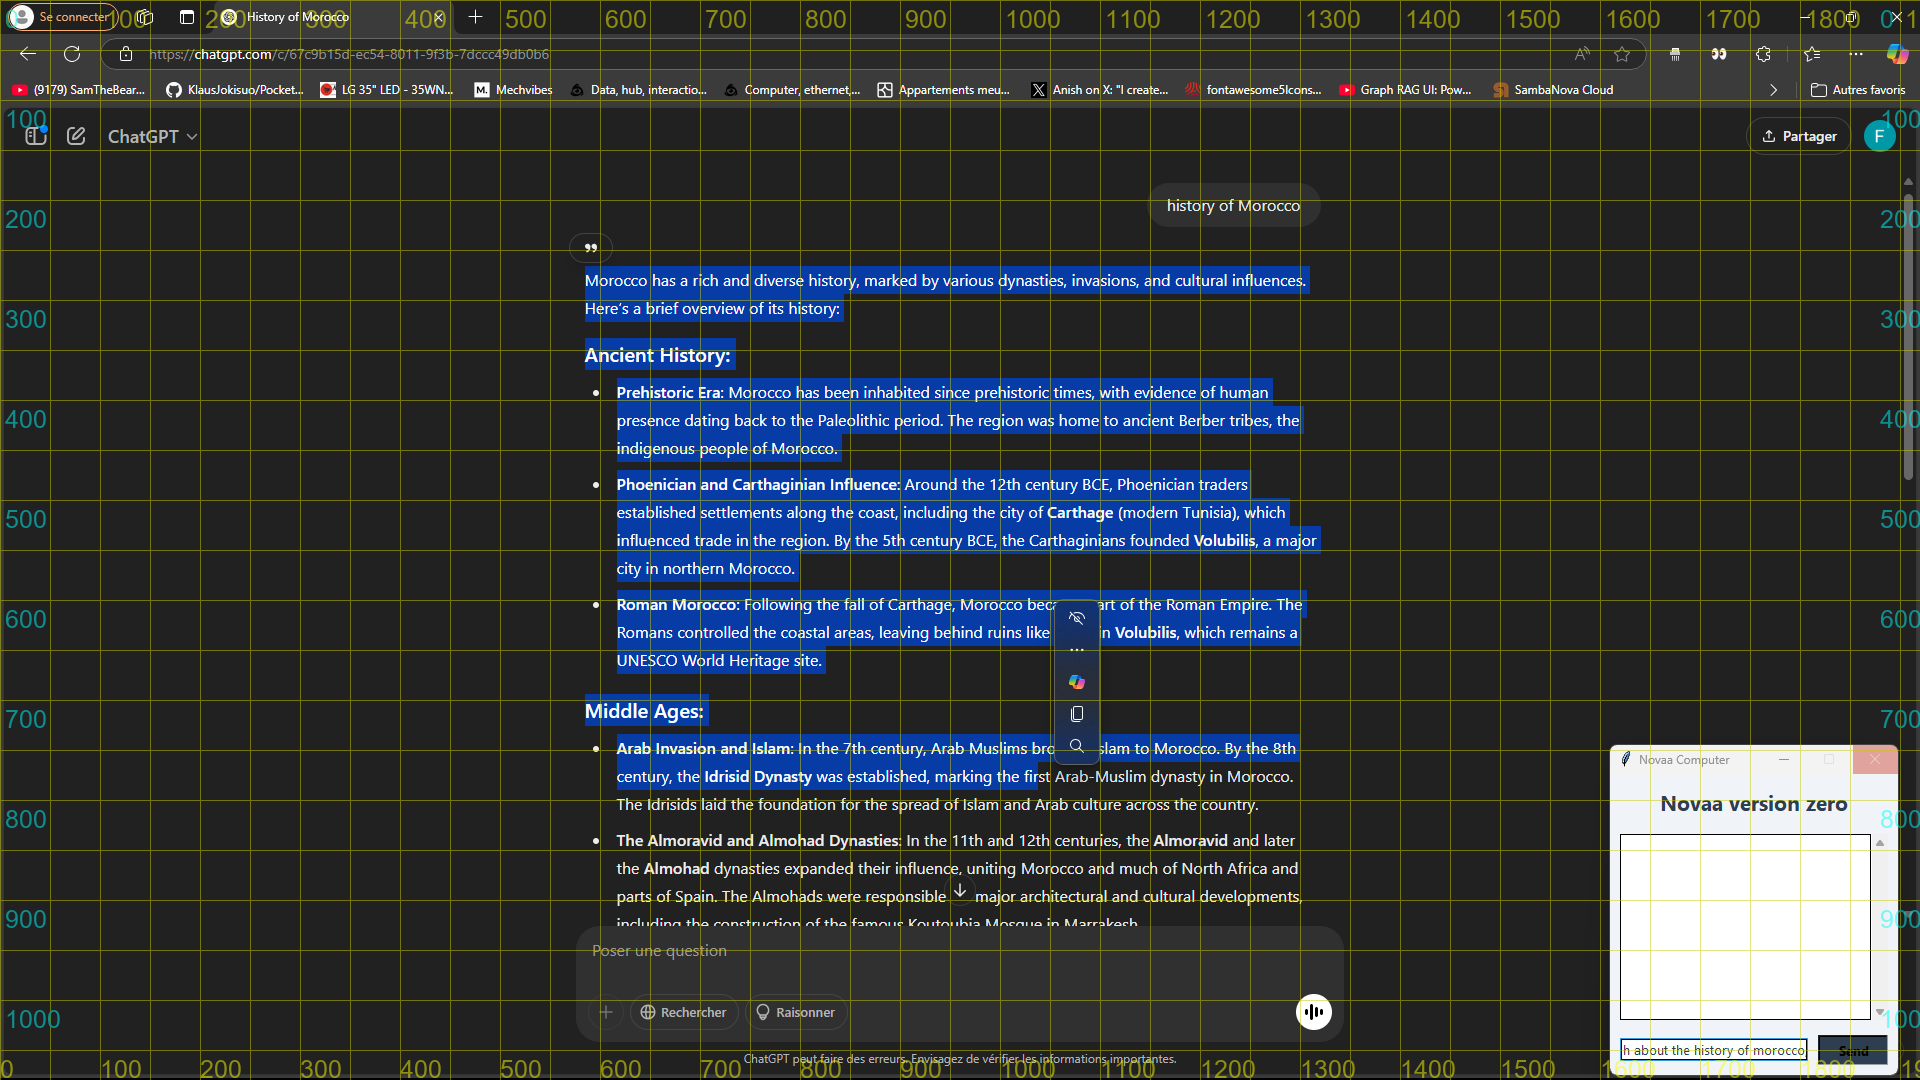 Se connecter
History of Morocco
https://chatgpt.com/c/67c9b15d-ec54-8011-9f3b-7dccc49db0b6
(9179) SamTheBear...
KlausJokisuo/Pocket...
LG 35" LED - 35WN...
Mechvibes
Data, hub, interactio...
Computer, ethernet,...
Appartements meu...
Anish on X: "I create...
fontawesome5Icons...
Graph RAG UI: Pow...
SambaNova Cloud
Autres favoris
ChatGPT
Partager
F
history of Morocco
Morocco has a rich and diverse history, marked by various dynasties, invasions, and cultural influences.
Here's a brief overview of its history:
Ancient History:
Prehistoric Era: Morocco has been inhabited since prehistoric times, with evidence of human
presence dating back to the Paleolithic period. The region was home to ancient Berber tribes, the
indigenous people of Morocco.
Phoenician and Carthaginian Influence: Around the 12th century BCE, Phoenician traders
established settlements along the coast, including the city of Carthage (modern Tunisia), which
influenced trade in the region. By the 5th century BCE, the Carthaginians founded Volubilis, a major
city in northern Morocco.
Roman Morocco: Following the fall of Carthage, Morocco bec art of the Roman Empire. The
Romans controlled the coastal areas, leaving behind ruins like in Volubilis, which remains a
UNESCO World Heritage site.
Middle Ages:
Arab Invasion and Islam: In the 7th century, Arab Muslims bro slam to Morocco. By the 8th
century, the Idrisid Dynasty was established, marking the first Arab-Muslim dynasty in Morocco.
The Idrisids laid the foundation for the spread of Islam and Arab culture across the country.
The Almoravid and Almohad Dynasties: In the 11th and 12th centuries, the Almoravid and later
the Almohad dynasties expanded their influence, uniting Morocco and much of North Africa and
parts of Spain. The Almohads were responsible major architectural and cultural developments,
including the construction of the famous Koutoubia Mosque in Marrakesh.
Poser une question
Rechercher
Raisonner
ChatGPT peut faire des erreurs. Envisagez de vérifier les informations importantes.
Novaa Computer
Novaa version zero
h about the history of morocco
Send
0 100 200 300 400 500 600 700 800 900 1000 1100 1200 1300 1400 1500 1600 1700 1800
100 200 300 400 500 600 700 800 900 1000